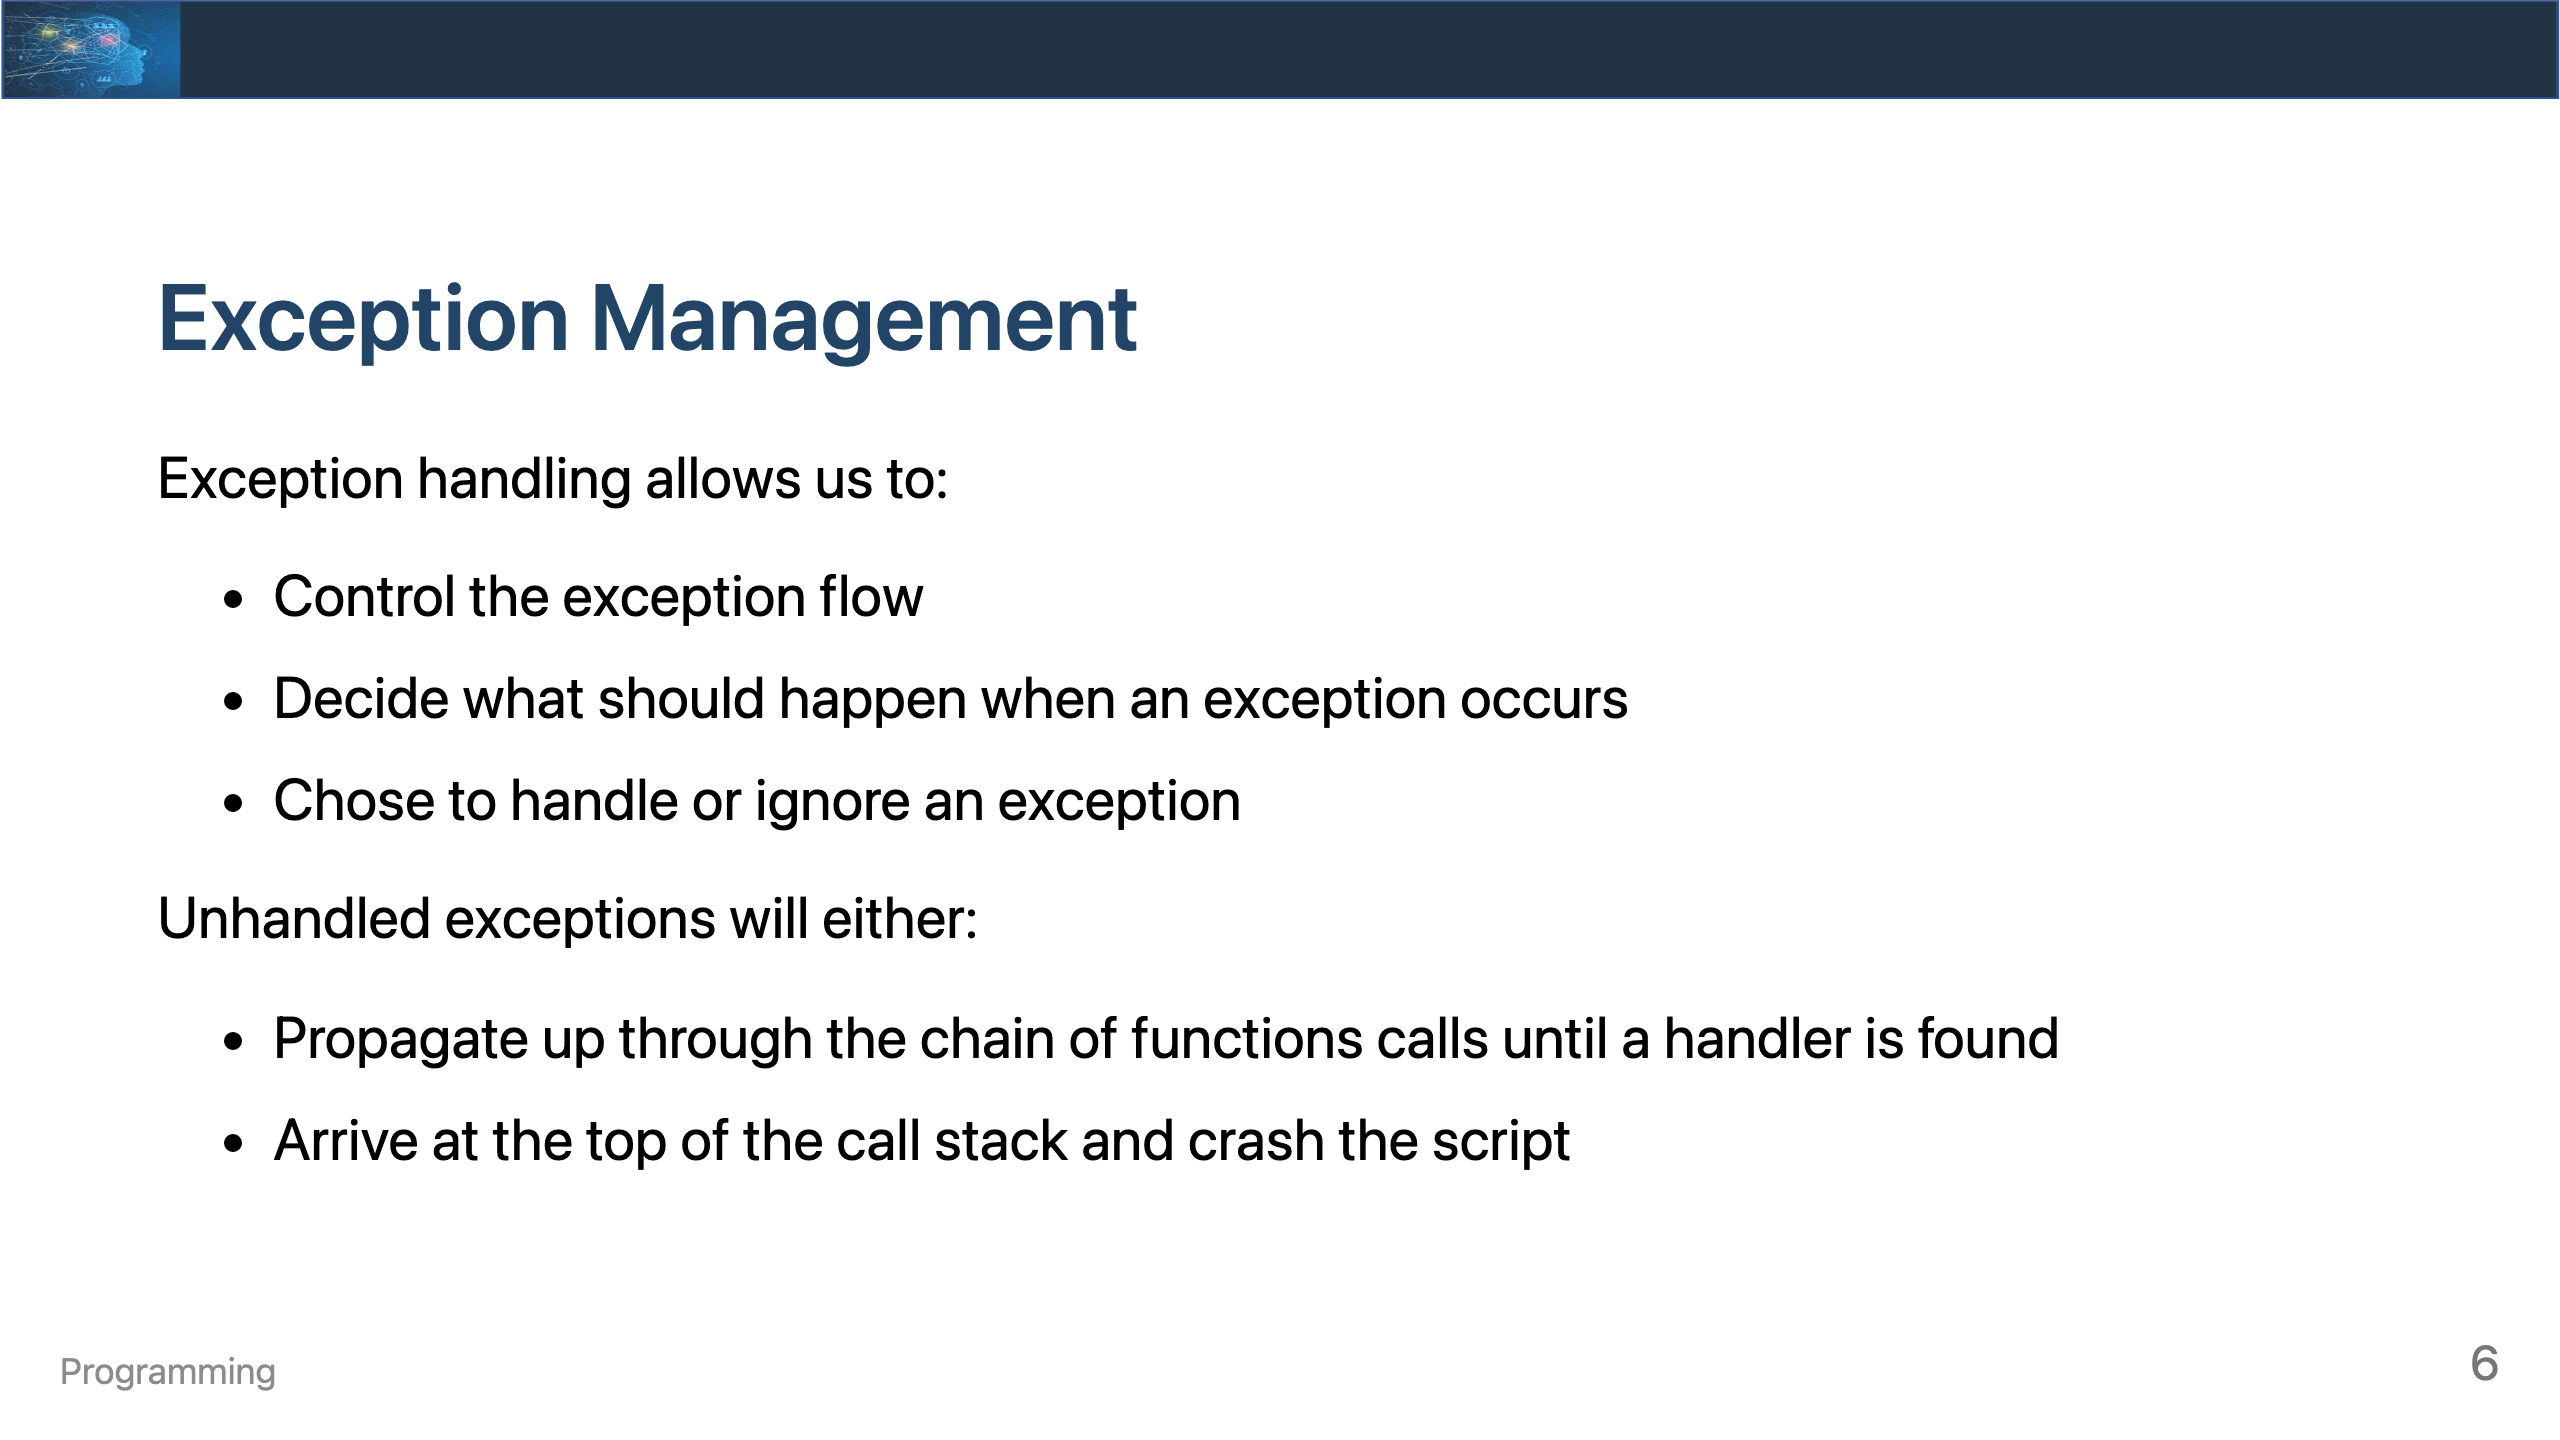 Exception Management
Exception handling allows us to:
• Control the exception flow
• Decide what should happen when an exception occurs
• Chose to handle or ignore an exception
Unhandled exceptions will either:
• Propagate up through the chain of functions calls until a handler is found
• Arrive at the top of the call stack and crash the script
Programming
6